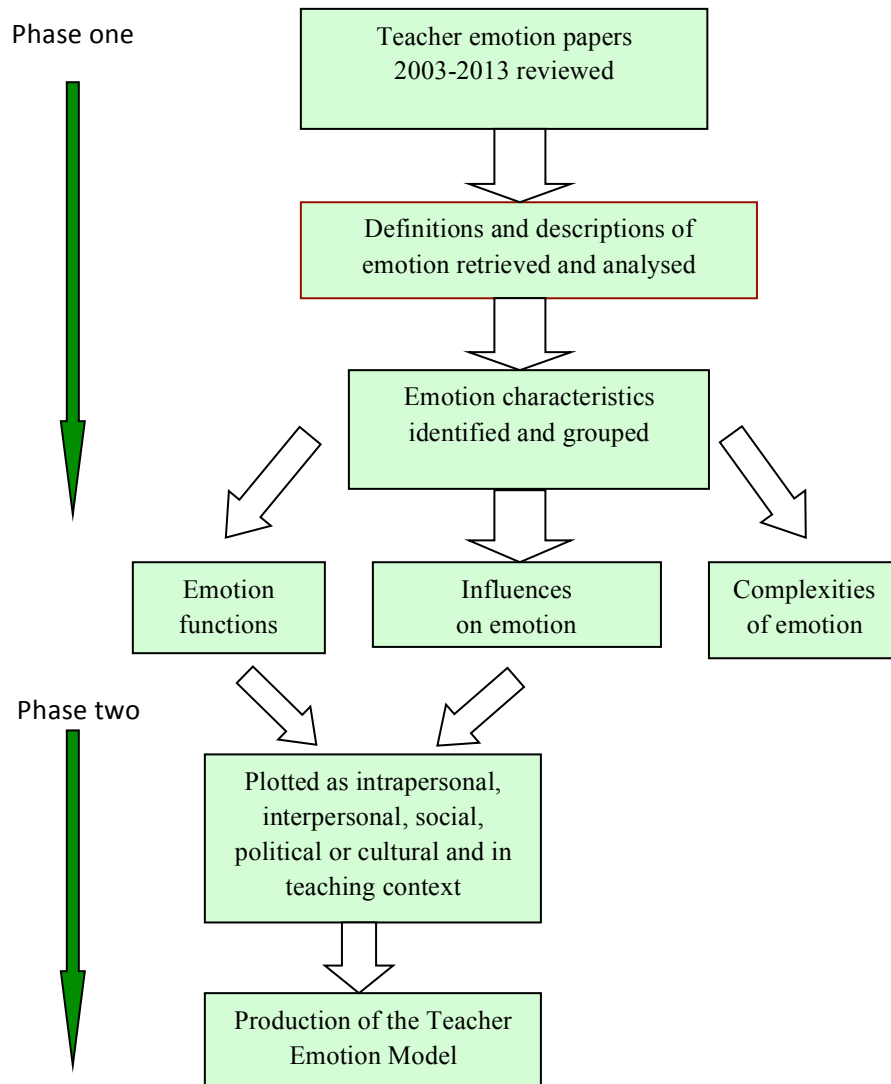 Phase one
Teacher emotion papers
2003-2013 reviewed
Definitions and descriptions of
emotion retrieved and analysed
Emotion characteristics
identified and grouped
Emotion
functions
Influences
on emotion
Complexities
of emotion
Phase two
Plotted as intrapersonal,
interpersonal, social,
political or cultural and in
teaching context
Production of the Teacher
Emotion Model